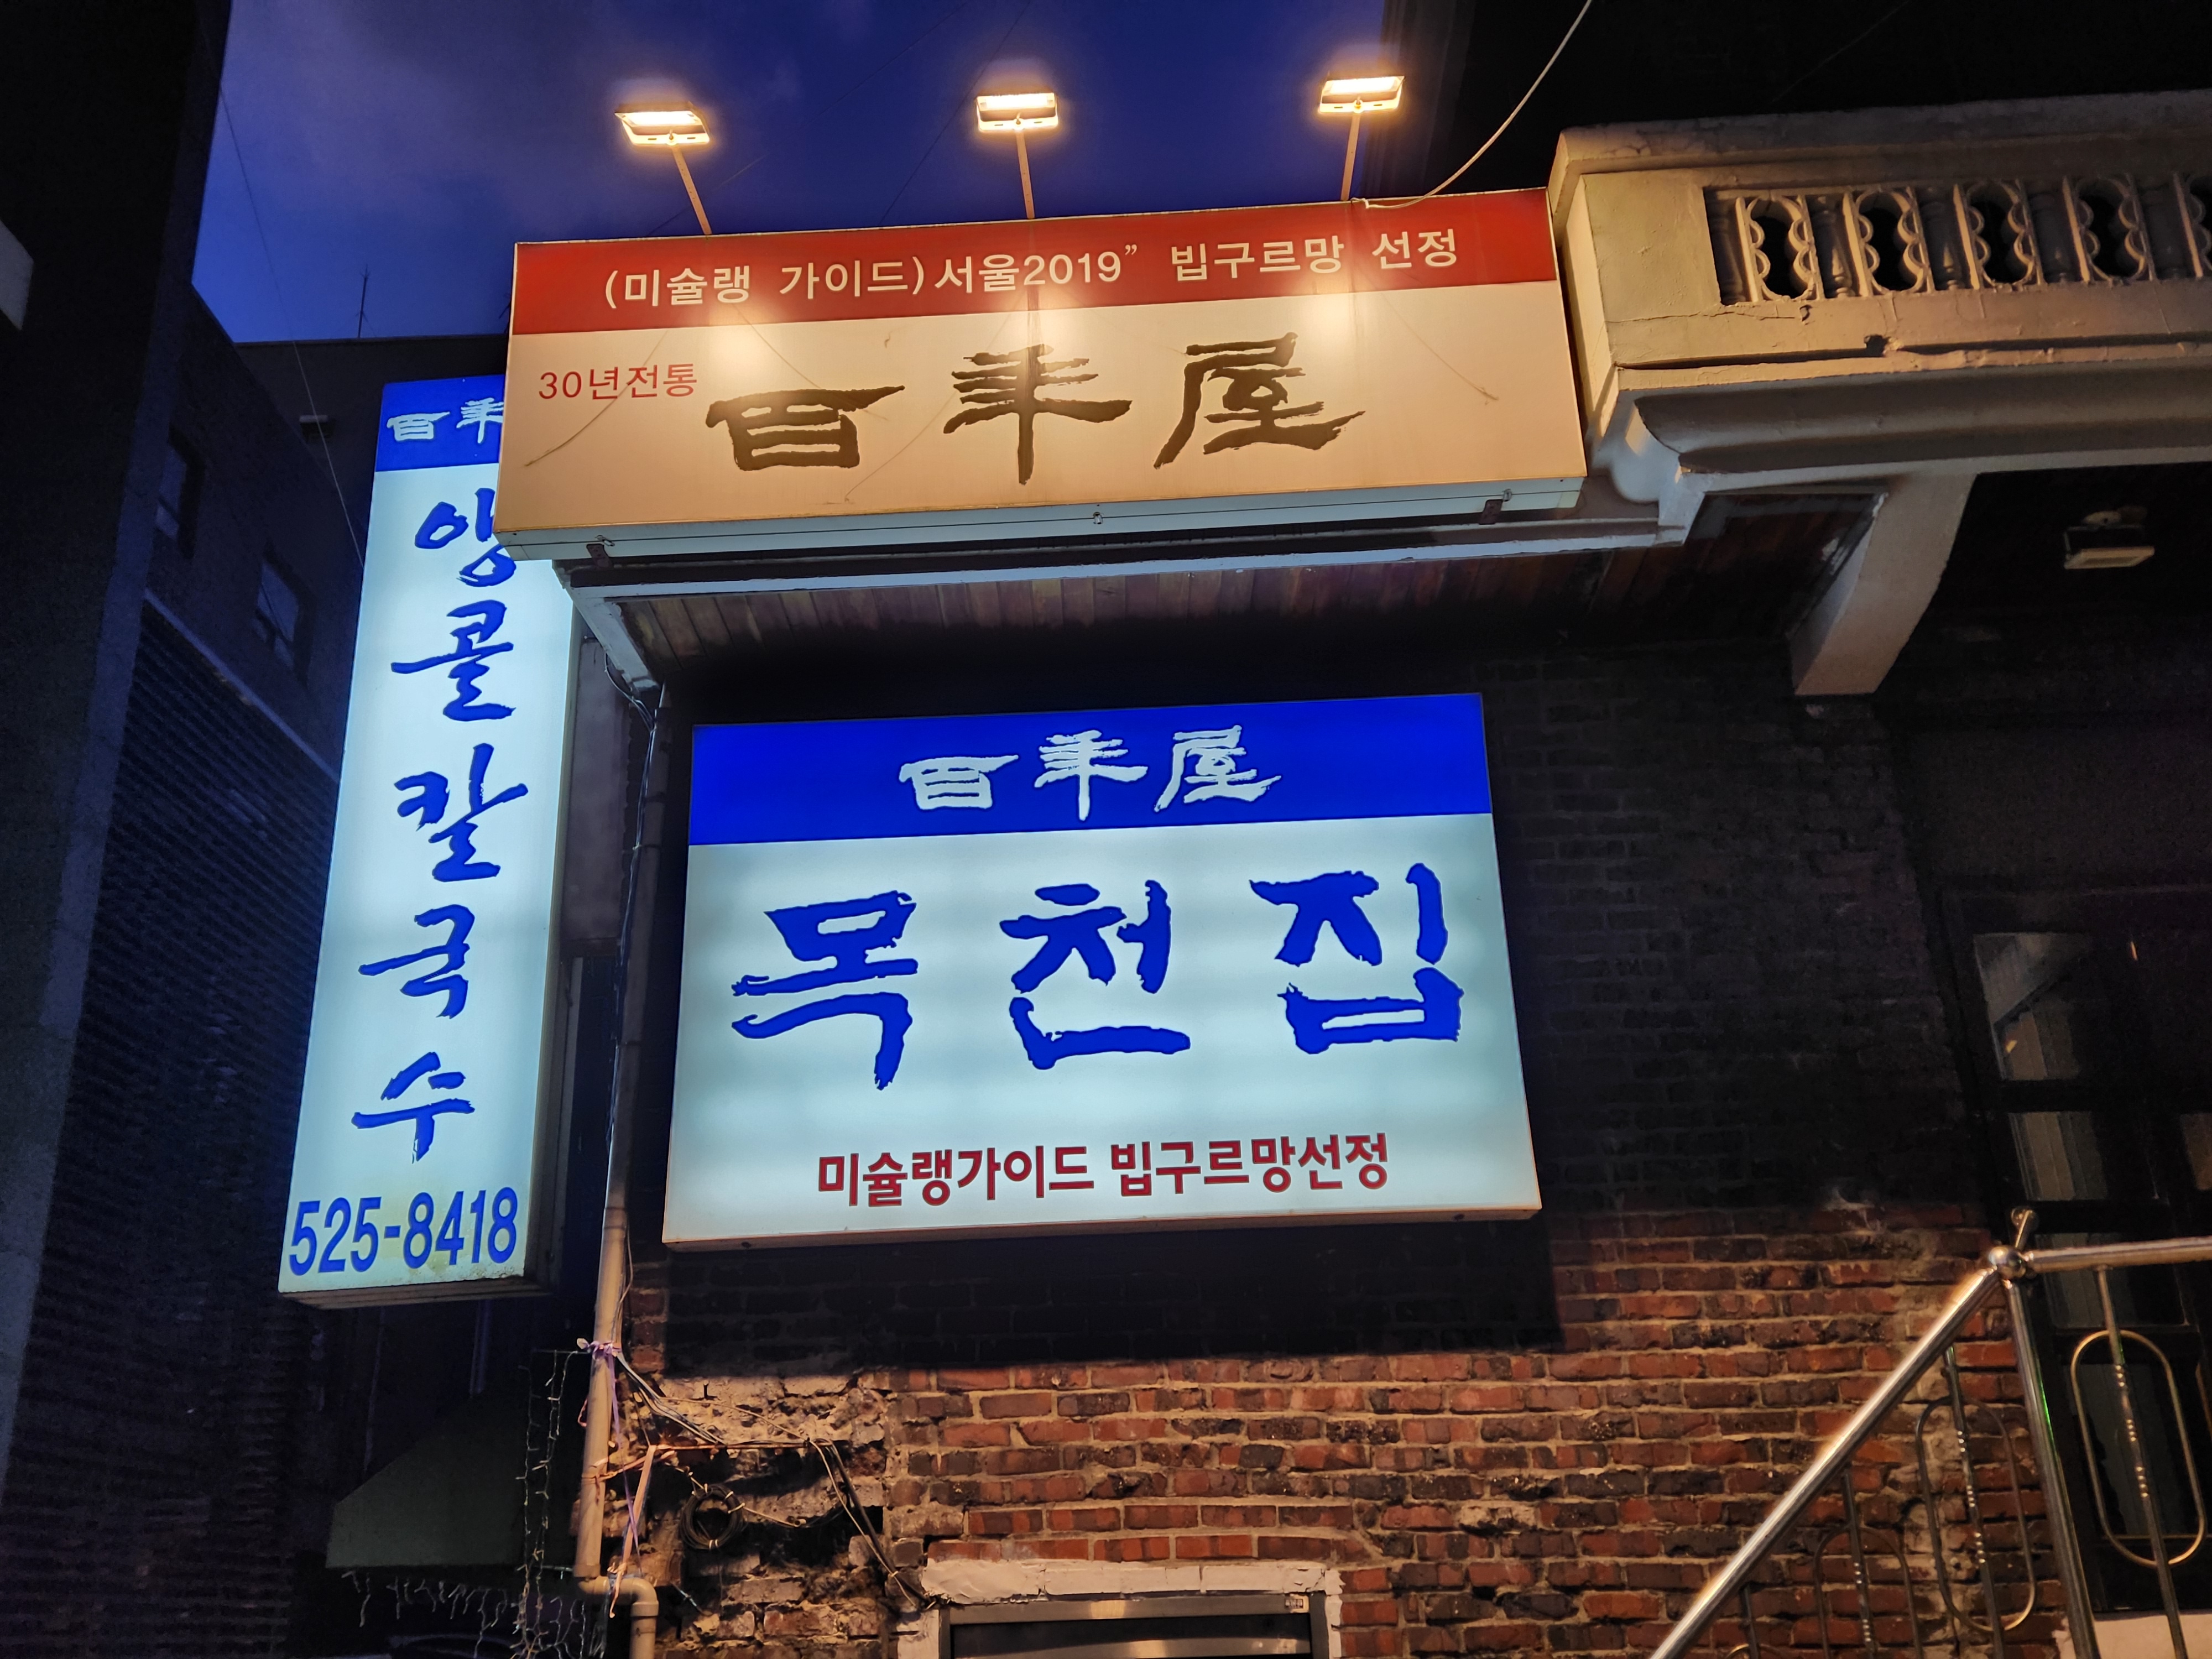 (미슐랭 가이드)서울2019” 빕구르망 선정
30년전통
百年屋
百年
앵콜칼국수
525-8418
百年屋
목천집
미슐랭가이드 빕구르망선정